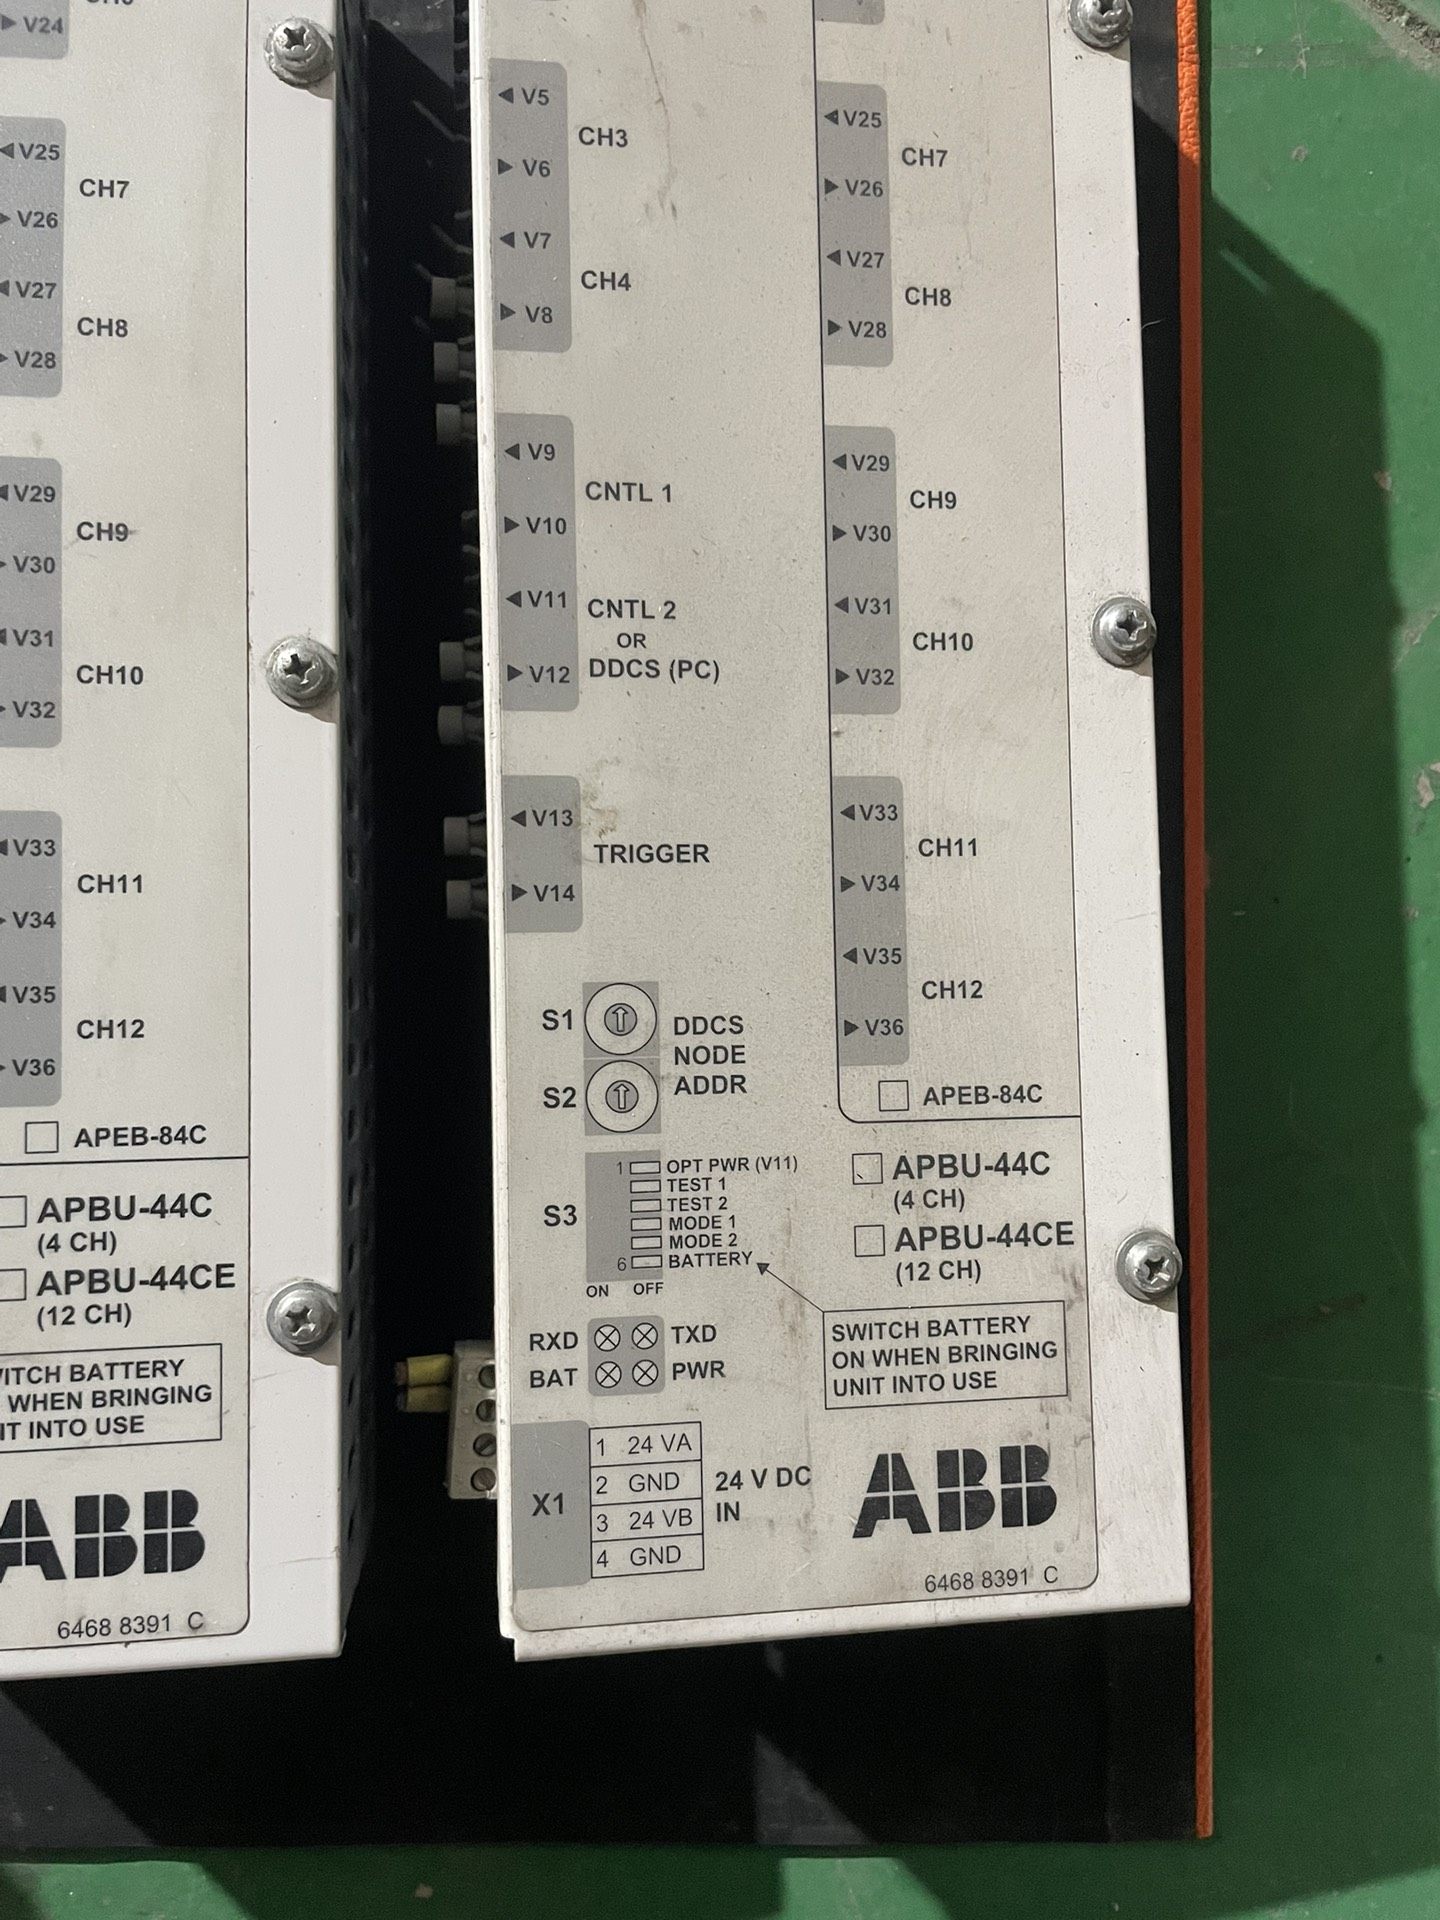 V24
V25
CH7
V26
V27
CH8
V28
V29
CH9
V30
V31
CH10
V32
V33
CH11
V34
V35
CH12
V36
APEB-84C
APBU-44C
(4 CH)
APBU-44CE
(12 CH)
ITCH BATTERY
WHEN BRINGING
IT INTO USE
ABB
6468 8391 C
V5
CH3
V6
V7
CH4
V8
V9
CNTL 1
V10
V11
CNTL 2
OR
V12 DDCS (PC)
V13
TRIGGER
V14
S1
DDCS
NODE
ADDR
S2
S3
1 OPT PWR (V11)
TEST 1
TEST 2
MODE 1
MODE 2
6 BATTERY
ON OFF
RXD TXD
BAT PWR
X1
1 24 VA
2 GND
3 24 VB
4 GND
24 V DC
IN
V25
CH7
V26
V27
CH8
V28
V29
CH9
V30
V31
CH10
V32
V33
CH11
V34
V35
CH12
V36
APEB-84C
APBU-44C
(4 CH)
APBU-44CE
(12 CH)
SWITCH BATTERY
ON WHEN BRINGING
UNIT INTO USE
ABB
6468 8391 C